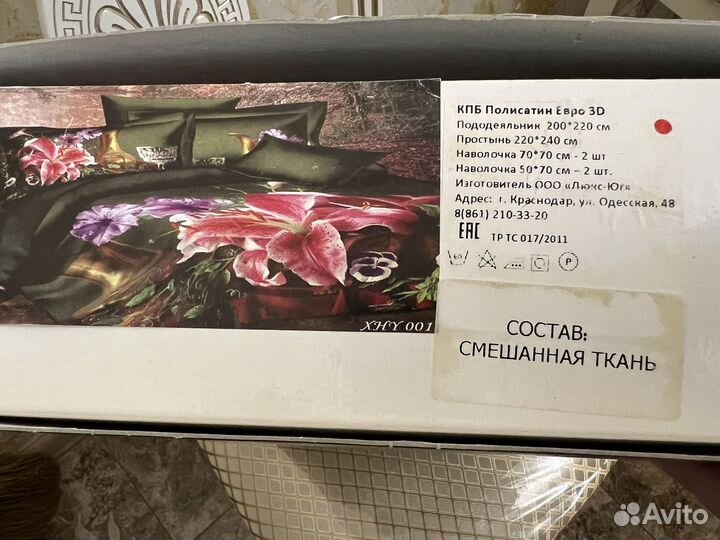 КПБ Полисатин Евро 3D
Пододеяльник 200*220 см
Простынь 220*240 см
Наволочка 70*70 см - 2 шт
Наволочка 50*70 см - 2 шт.
Изготовитель ООО «Люкс-Юг»
Адрес: г. Краснодар, ул. Одесская, 48
8(861) 210-33-20
ЕАС ТР ТС 017/2011
P
СОСТАВ:
СМЕШАННАЯ ТКАНЬ
XHY 001
Avito